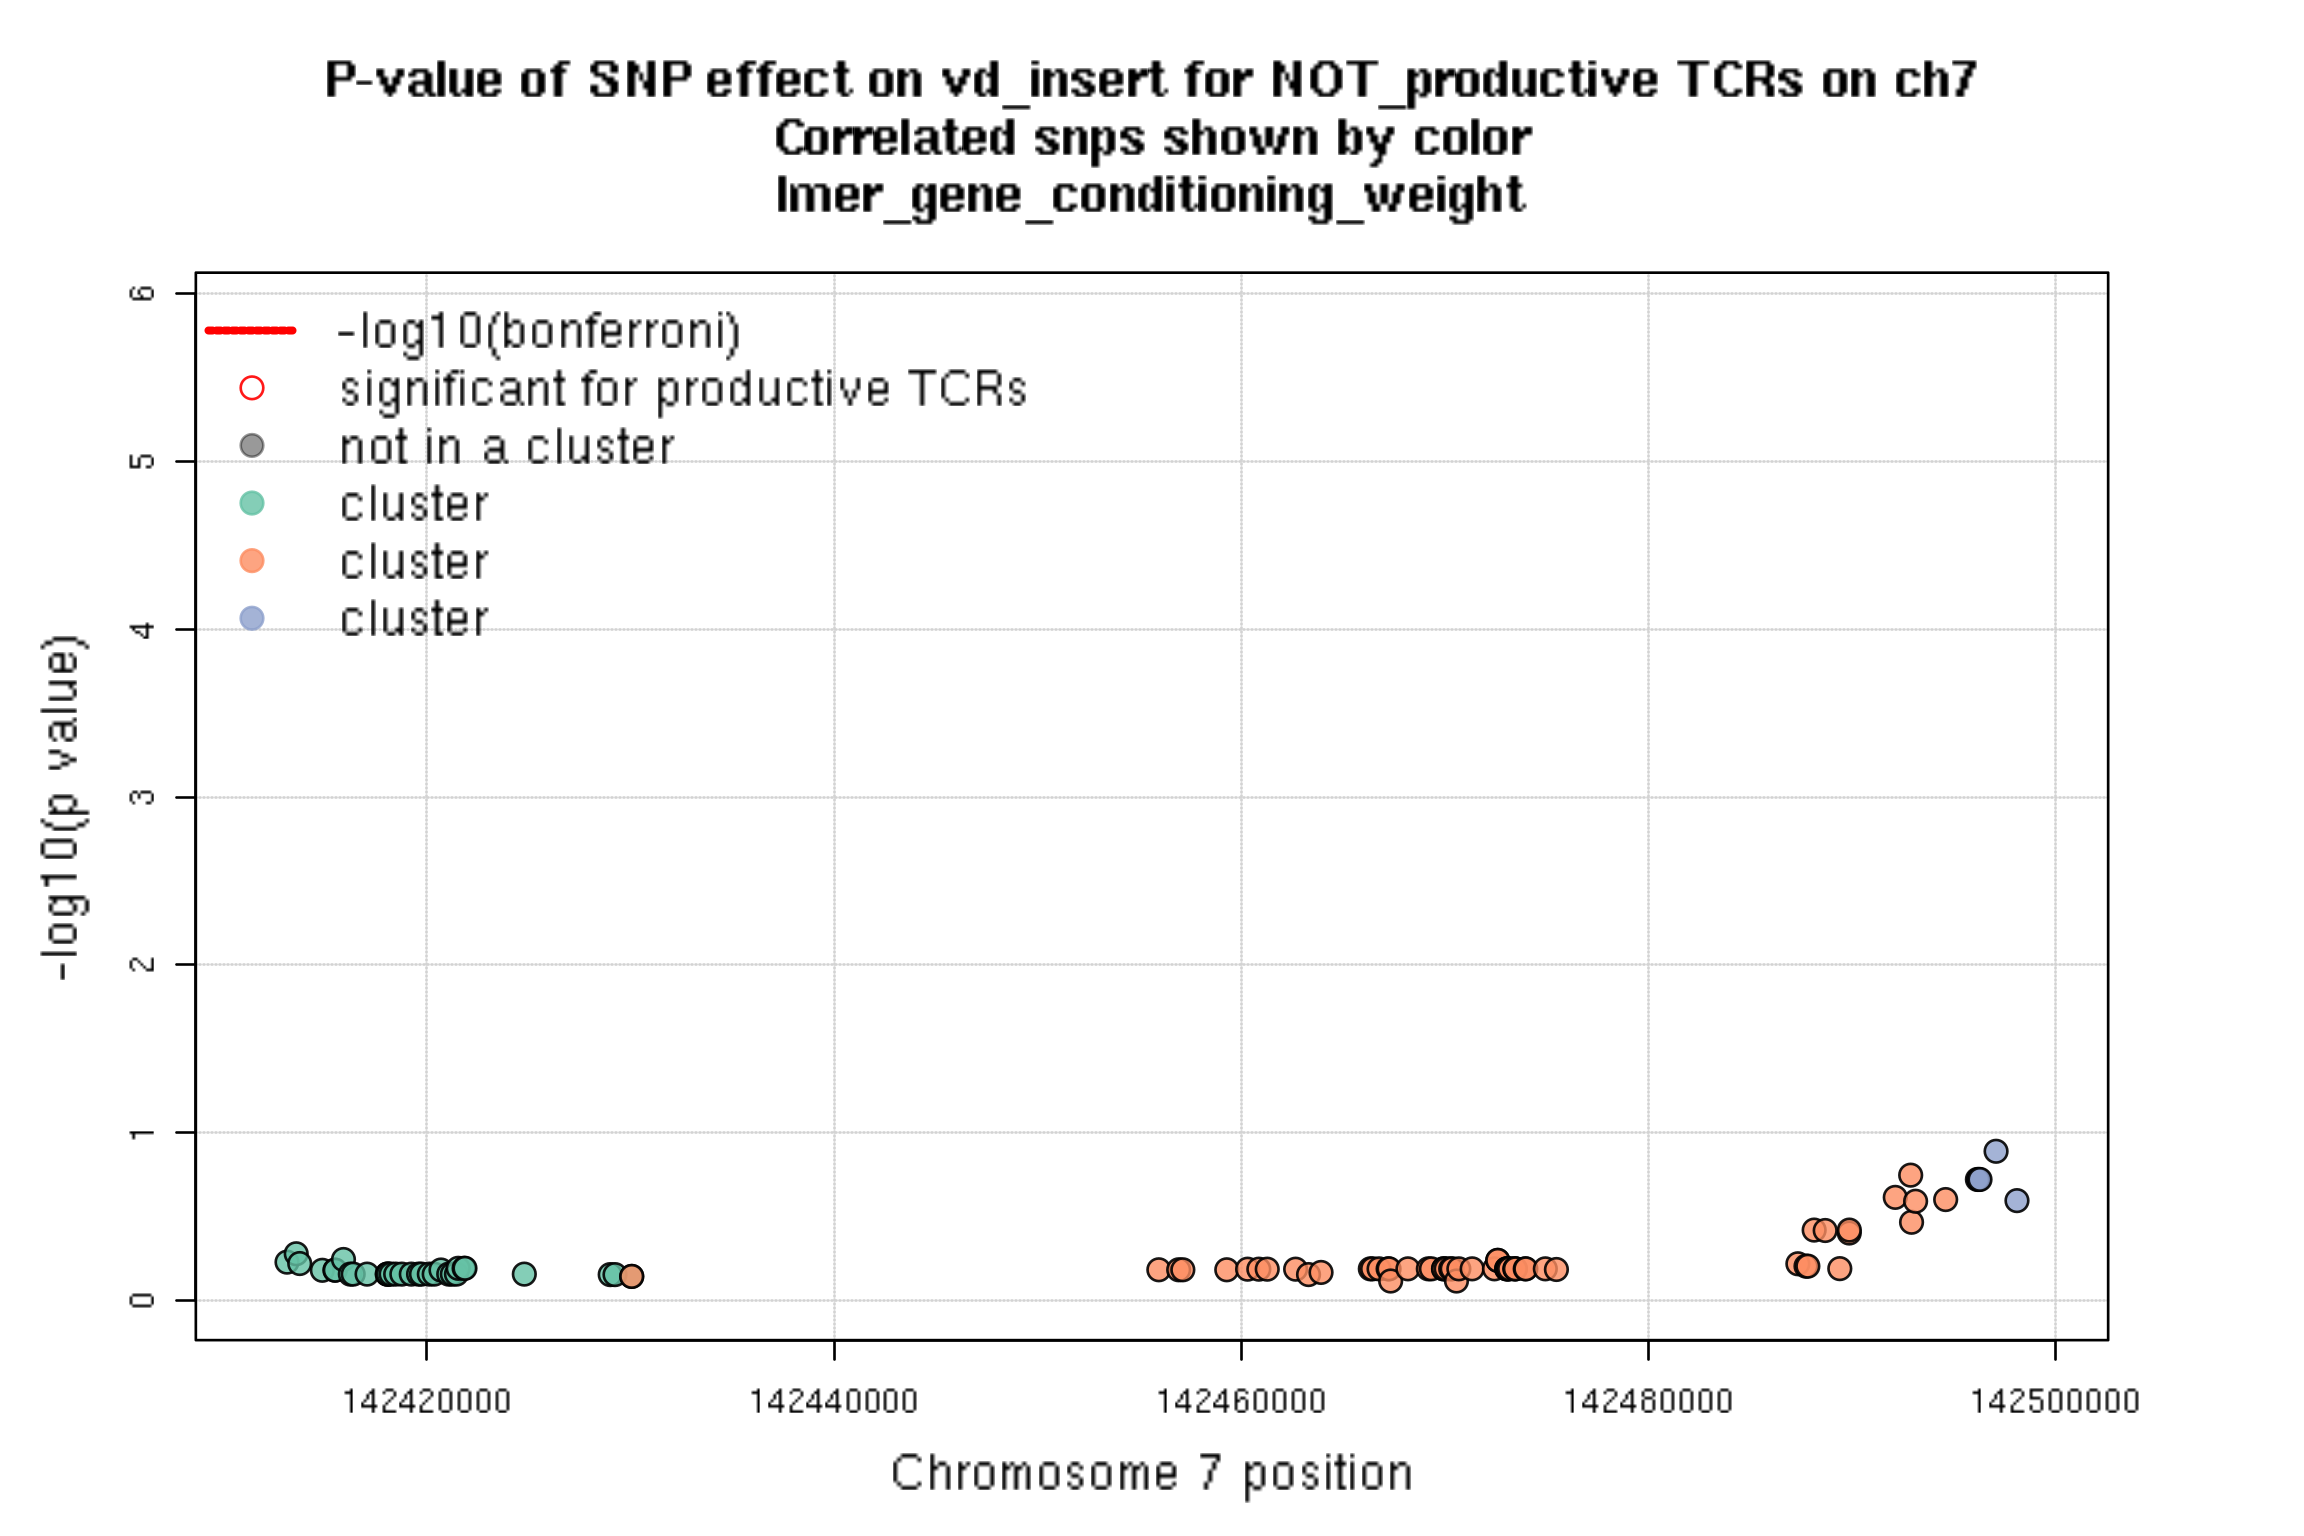 P-value of SNP effect on vd_insert for NOT_productive TCRs on ch7
Correlated snps shown by color
lmer_gene_conditioning_weight
-log10(bonferroni)
significant for productive TCRs
not in a cluster
cluster
cluster
cluster
6
5
4
3
2
1
0
-log10(p value)
142420000
142440000
142460000
142480000
142500000
Chromosome 7 position